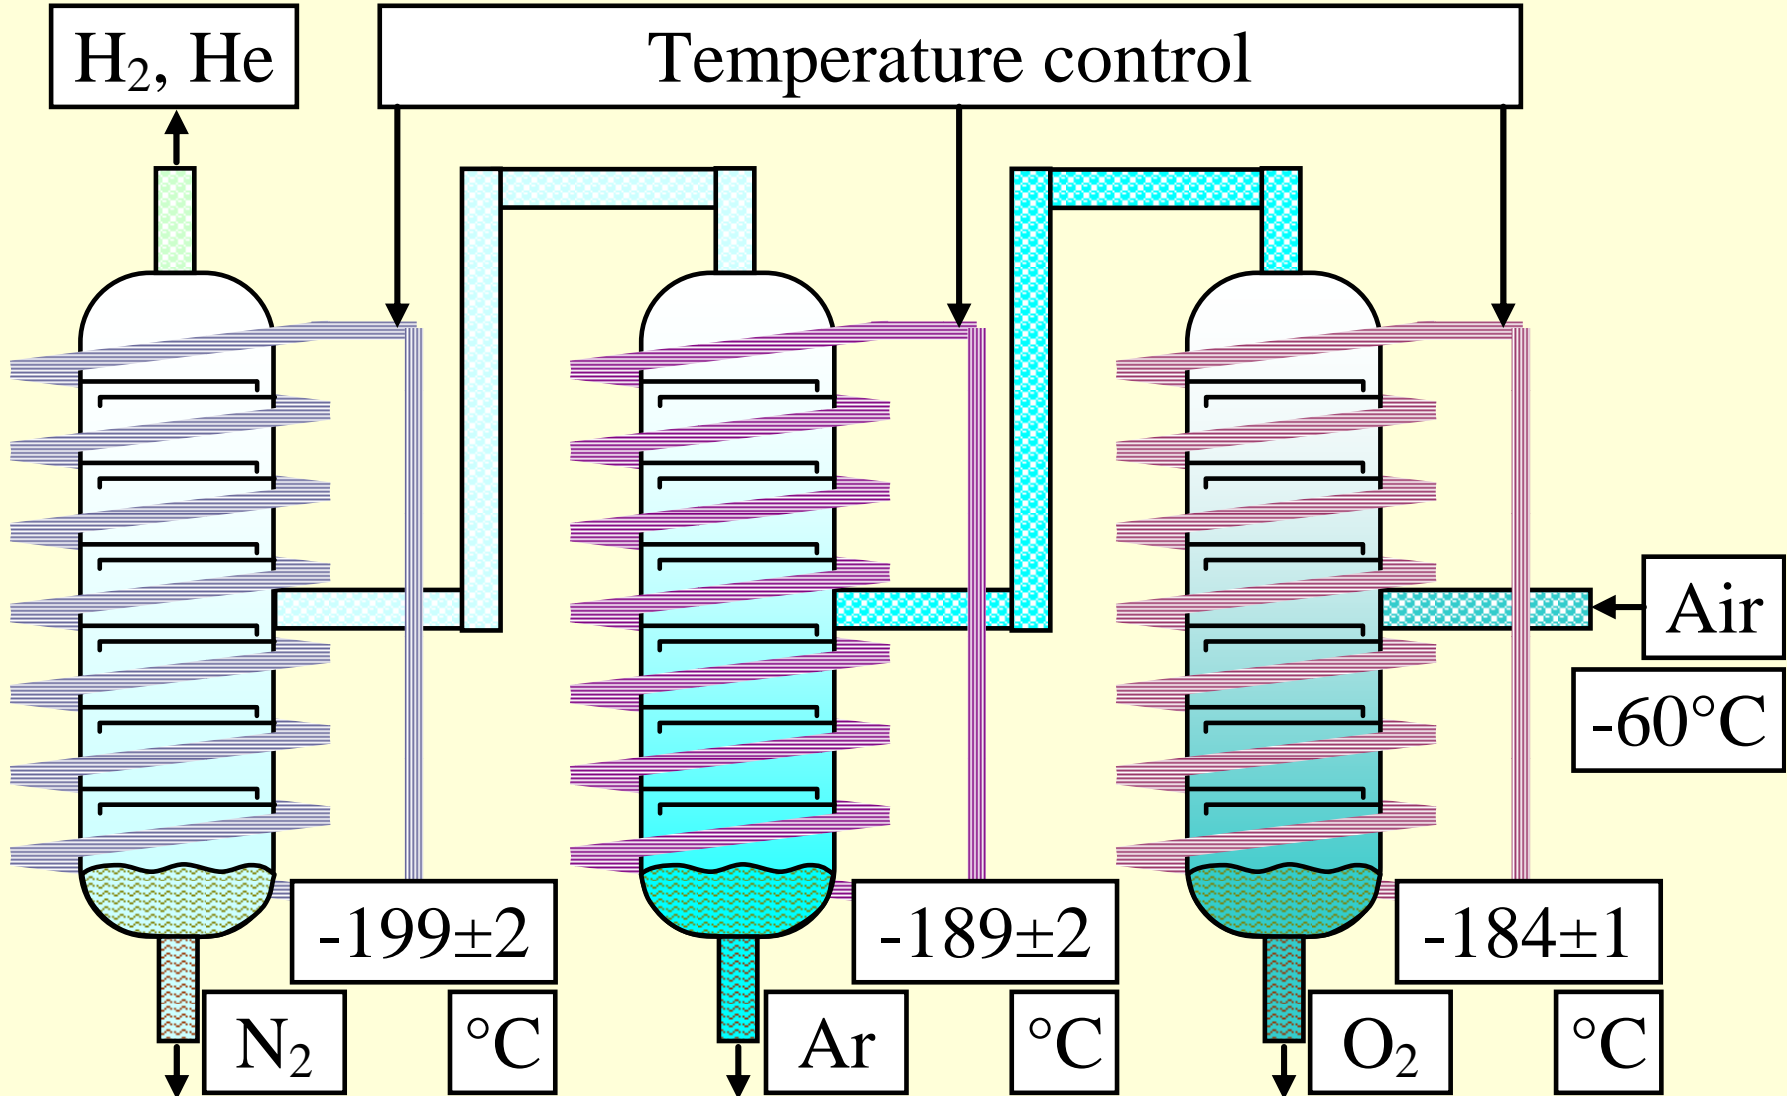 H₂, He
Temperature control
Air
-60°C
-199±2
°C
-189±2
°C
-184±1
°C
N₂
Ar
O₂